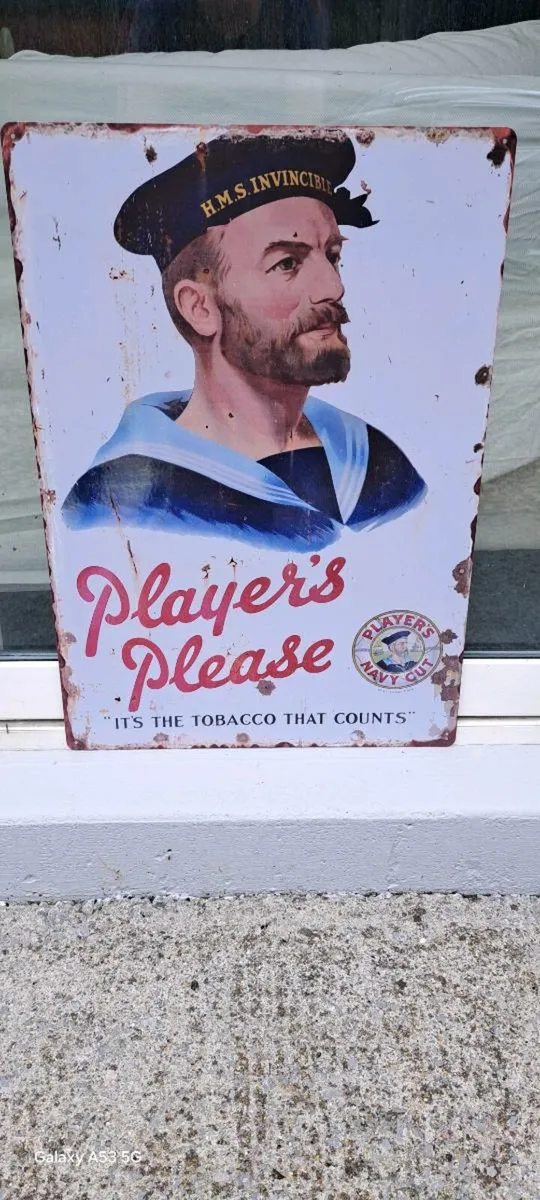 H.M.S. INVINCIBLE
Player's
Please
PLAYER'S
NAVY CUT
"IT'S THE TOBACCO THAT COUNTS"
Galaxy A53 5G